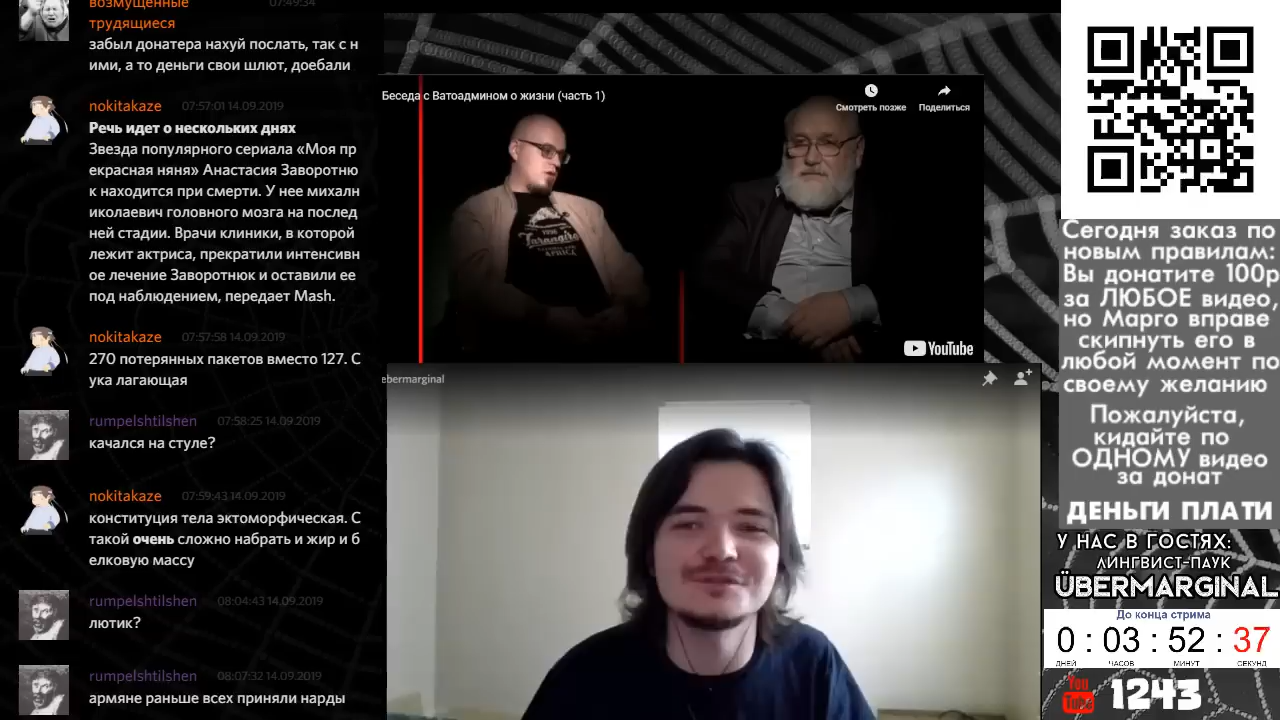 возмущённые
07:49:34
трудящиеся
забыл донатера нахуй послать, так с н
ими, а то деньги свои шлют, доебали
nokitakaze 07:57:01 14.09.2019
Речь идет о нескольких днях
Звезда популярного сериала «Моя пр
екрасная няня» Анастасия Заворотню
к находится при смерти. У нее михалн
иколаевич головного мозга на послед
ней стадии. Врачи клиники, в которой
лежит актриса, прекратили интенсивн
ое лечение Заворотнюк и оставили ее
под наблюдением, передает Mash.
nokitakaze 07:57:58 14.09.2019
270 потерянных пакетов вместо 127. С
ука лагающая
rumpelshtilshen 07:58:25 14.09.2019
качался на стуле?
nokitakaze 07:59:43 14.09.2019
конституция тела эктоморфическая. С
такой очень сложно набрать и жир и б
елковую массу
rumpelshtilshen 08:04:43 14.09.2019
лютик?
rumpelshtilshen 08:07:32 14.09.2019
армяне раньше всех приняли нарды
Беседа с Ватоадмином о жизни (часть 1)
Смотреть позже
Поделиться
AFRICA
YouTube
ebermarginal
Сегодня заказ по
новым правилам:
Вы донатите 100р
за ЛЮБОЕ видео,
но Марго вправе
скипнуть его в
любой момент по
своему желанию
Пожалуйста,
кидайте по
ОДНОМУ видео
за донат
ДЕНЬГИ ПЛАТИ
У НАС В ГОСТЯХ:
ЛИНГВИСТ-ПАУК
ÜBERMARGINAL
До конца стрима
0 : 03 : 52 : 37
ДНЕЙ ЧАСОВ МИНУТ СЕКУНД
You Tube 1243